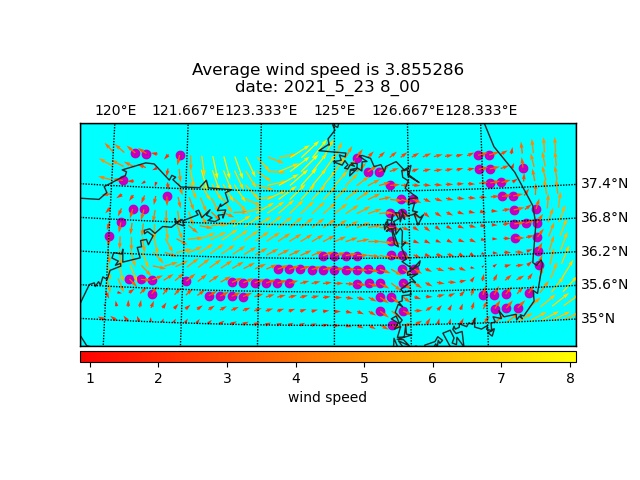 Average wind speed is 3.855286
date: 2021_5_23 8_00
120°E 121.667°E 123.333°E 125°E 126.667°E 128.333°E
37.4°N
36.8°N
36.2°N
35.6°N
35°N
1 2 3 4 5 6 7 8
wind speed